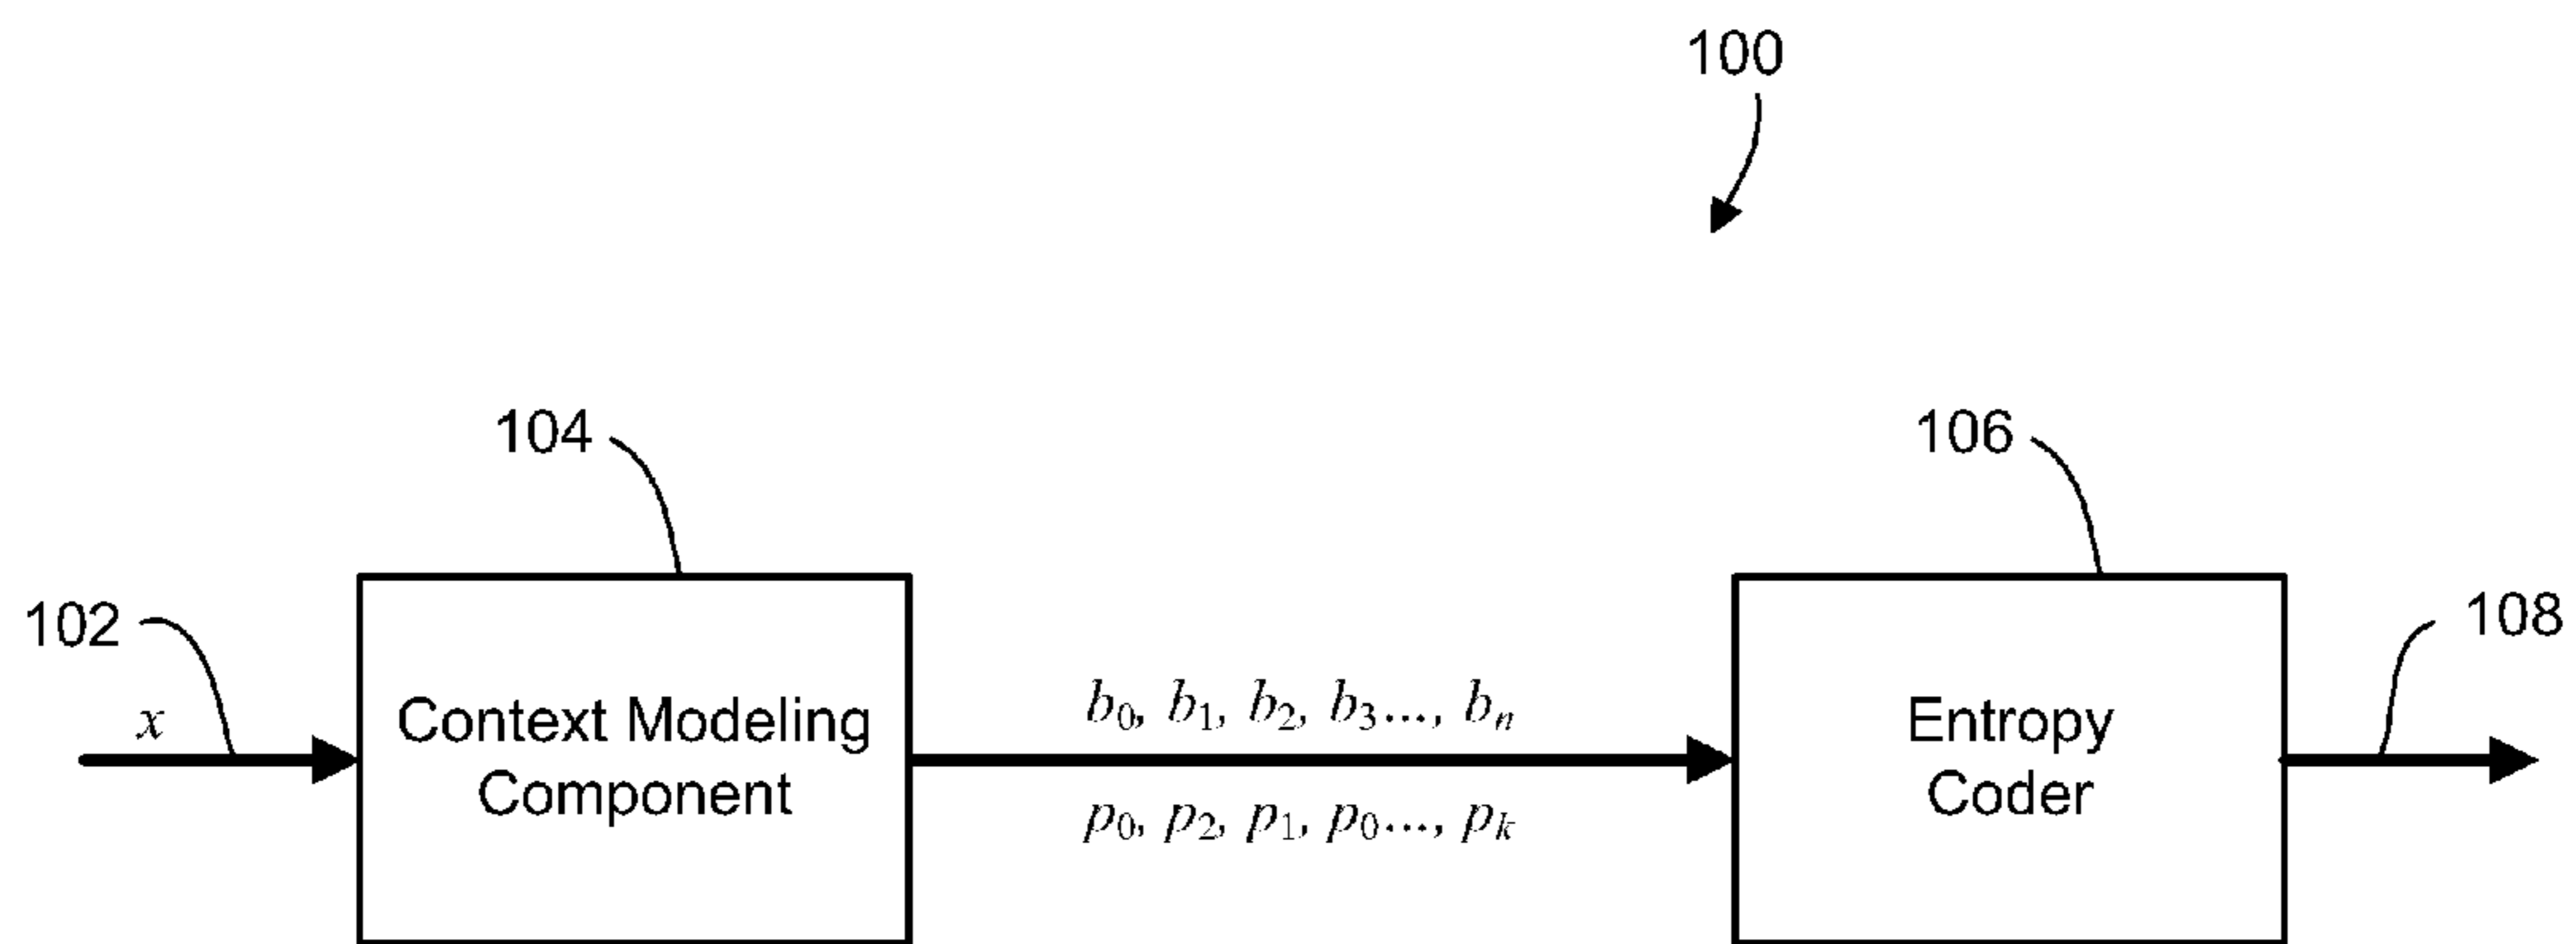 100
104
106
102
108
x
Context Modeling
Component
b0, b1, b2, b3..., bn
p0, p2, p1, p0..., pk
Entropy
Coder